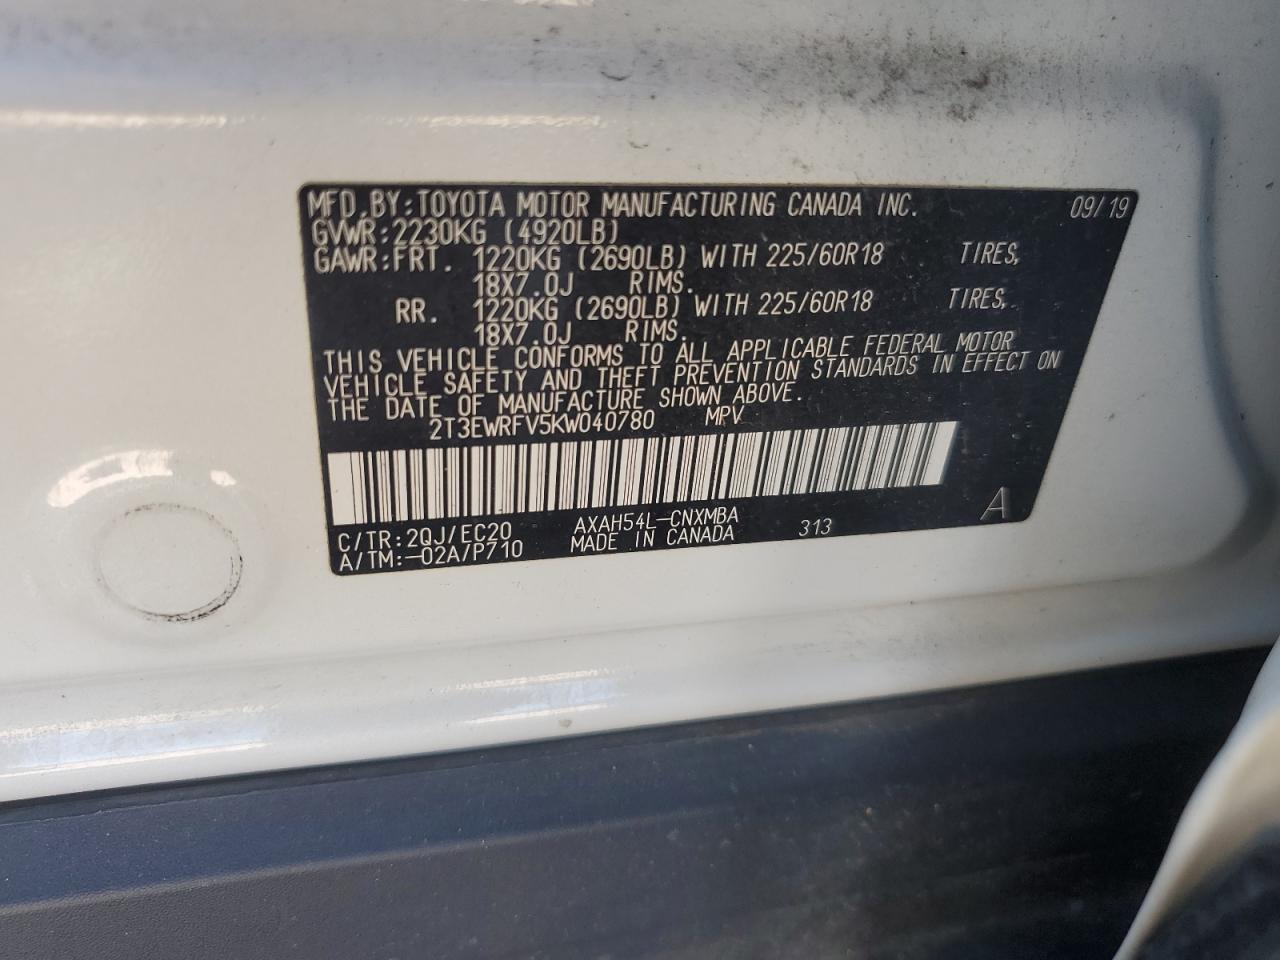 MFD. BY: TOYOTA MOTOR MANUFACTURING CANADA INC. 09/19
GVWR: 2230KG (4920LB)
GAWR: FRT. 1220KG (2690LB) WITH 225/60R18 TIRES,
18X7.0J RIMS.
RR. 1220KG (2690LB) WITH 225/60R18 TIRES,
18X7.0J RIMS.
THIS VEHICLE CONFORMS TO ALL APPLICABLE FEDERAL MOTOR
VEHICLE SAFETY AND THEFT PREVENTION STANDARDS IN EFFECT ON
THE DATE OF MANUFACTURE SHOWN ABOVE.
2T3EWRFV5KW040780 MPV
C/TR: 2QJ/EC20 AXAH54L-CNXMBA 313 A
A/TM: -02A/P710 MADE IN CANADA